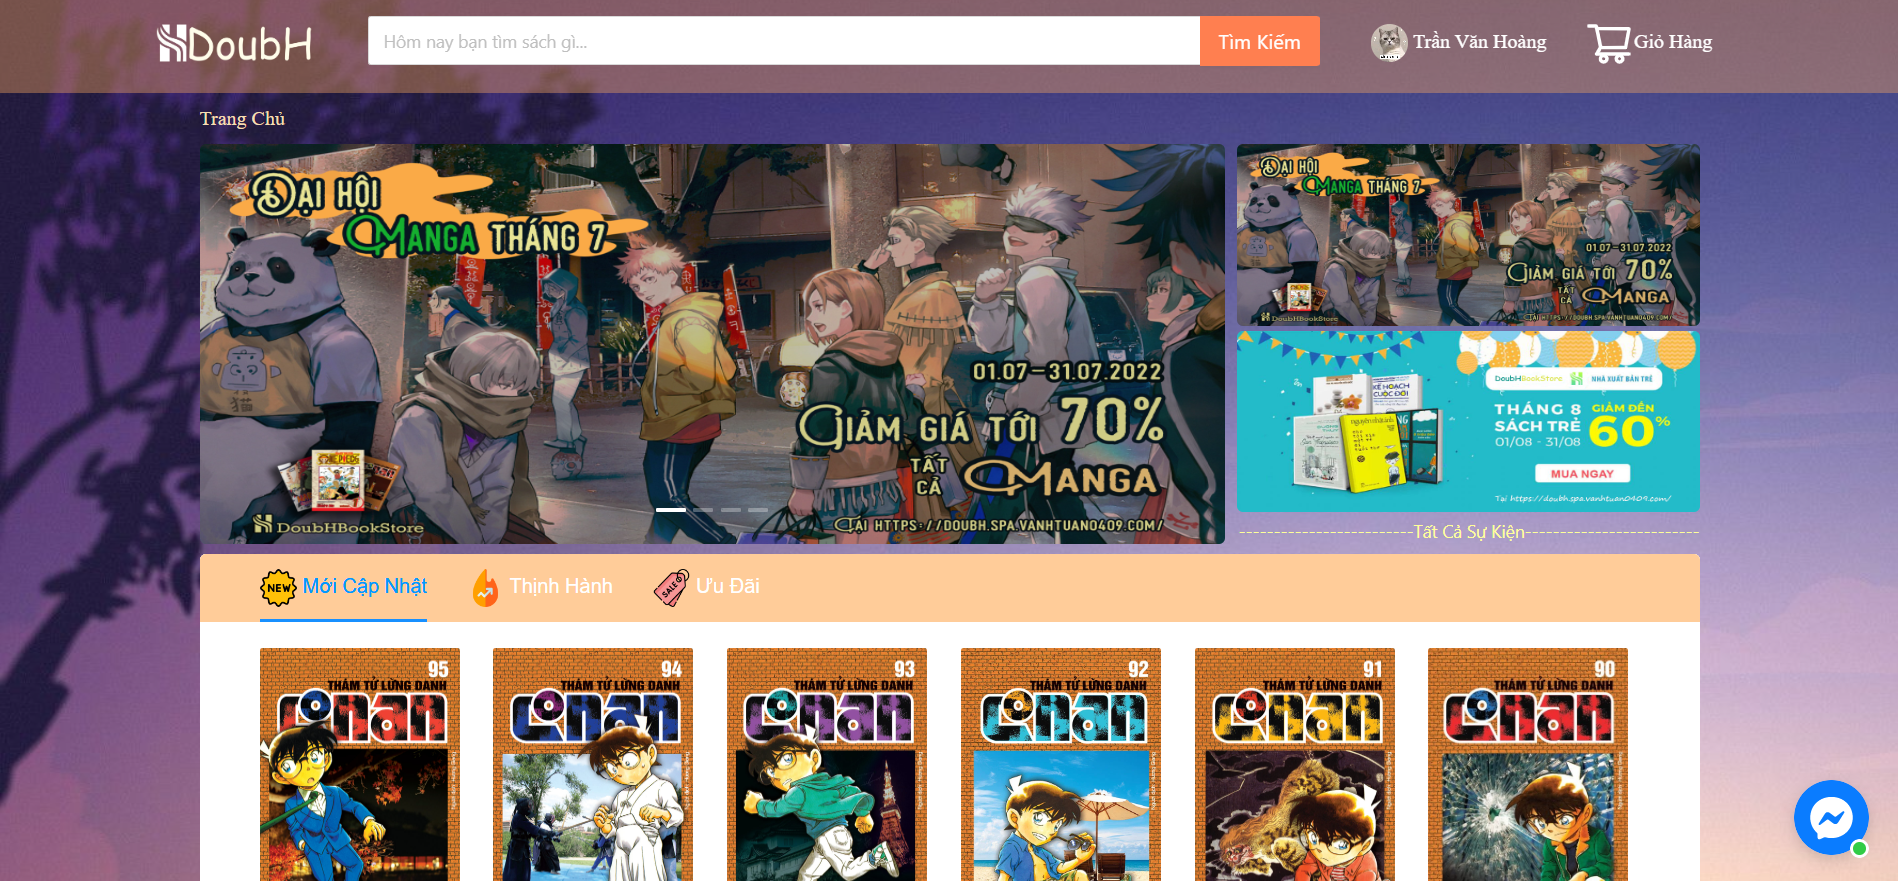 DoubH
Hôm nay bạn tìm sách gì...
Tìm Kiếm
Trần Văn Hoàng
Giỏ Hàng
Trang Chủ
ĐẠI HỘI
MANGA THÁNG 7
01.07-31.07.2022
GIẢM GIÁ TỚI 70%
TẤT
CẢ
MANGA
DoubHBookStore
TẠI HTTPS://DOUBH.SPA.VANHTUAN0409.COM/
ĐẠI HỘI
MANGA THÁNG 7
01.07-31.07.2022
GIẢM GIÁ TỚI 70%
TẤT
CẢ
MANGA
DoubHBookStore
TẠI HTTPS://DOUBH.SPA.VANHTUAN0409.COM/
DoubHBookStore
NHÀ XUẤT BẢN TRẺ
THÁNG 8
SÁCH TRẺ
01/08 - 31/08
GIẢM ĐẾN
60%
MUA NGAY
Tại https://doubh.spa.vanhtuan0409.com/
-------------------------Tất Cả Sự Kiện-------------------------
NEW Mới Cập Nhật
Thịnh Hành
SALE Ưu Đãi
95
THÁM TỬ LỪNG DANH
Conan
94
THÁM TỬ LỪNG DANH
Conan
93
THÁM TỬ LỪNG DANH
Conan
92
THÁM TỬ LỪNG DANH
Conan
91
THÁM TỬ LỪNG DANH
Conan
90
THÁM TỬ LỪNG DANH
Conan